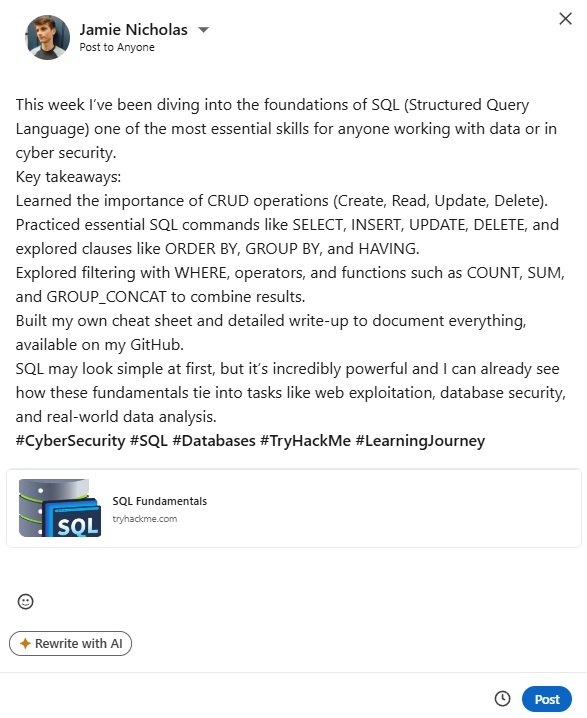 Jamie Nicholas
Post to Anyone
This week I’ve been diving into the foundations of SQL (Structured Query
Language) one of the most essential skills for anyone working with data or in
cyber security.
Key takeaways:
Learned the importance of CRUD operations (Create, Read, Update, Delete).
Practiced essential SQL commands like SELECT, INSERT, UPDATE, DELETE, and
explored clauses like ORDER BY, GROUP BY, and HAVING.
Explored filtering with WHERE, operators, and functions such as COUNT, SUM,
and GROUP_CONCAT to combine results.
Built my own cheat sheet and detailed write-up to document everything,
available on my GitHub.
SQL may look simple at first, but it’s incredibly powerful and I can already see
how these fundamentals tie into tasks like web exploitation, database security,
and real-world data analysis.
#CyberSecurity #SQL #Databases #TryHackMe #LearningJourney
SQL
SQL Fundamentals
tryhackme.com
Rewrite with AI
Post